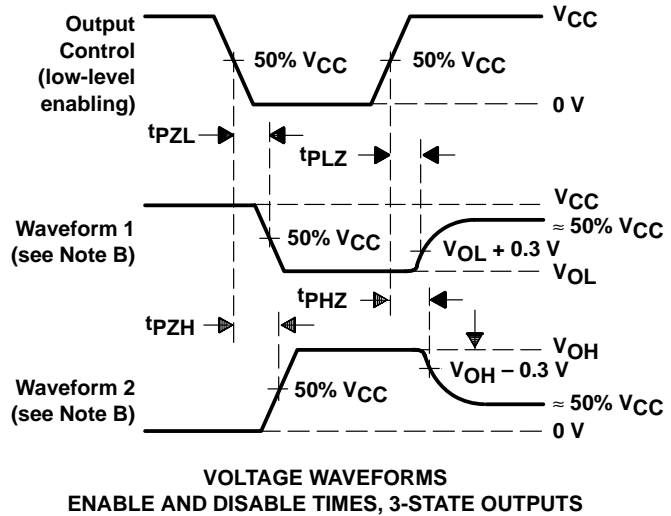 Output
Control
(low-level
enabling)
VCC
50% VCC
50% VCC
0 V
tPZL
tPLZ
VCC
Waveform 1
(see Note B)
50% VCC
≈ 50% VCC
VOL + 0.3 V
VOL
tPHZ
tPZH
VOH
VOH − 0.3 V
Waveform 2
(see Note B)
50% VCC
≈ 50% VCC
0 V
VOLTAGE WAVEFORMS
ENABLE AND DISABLE TIMES, 3-STATE OUTPUTS